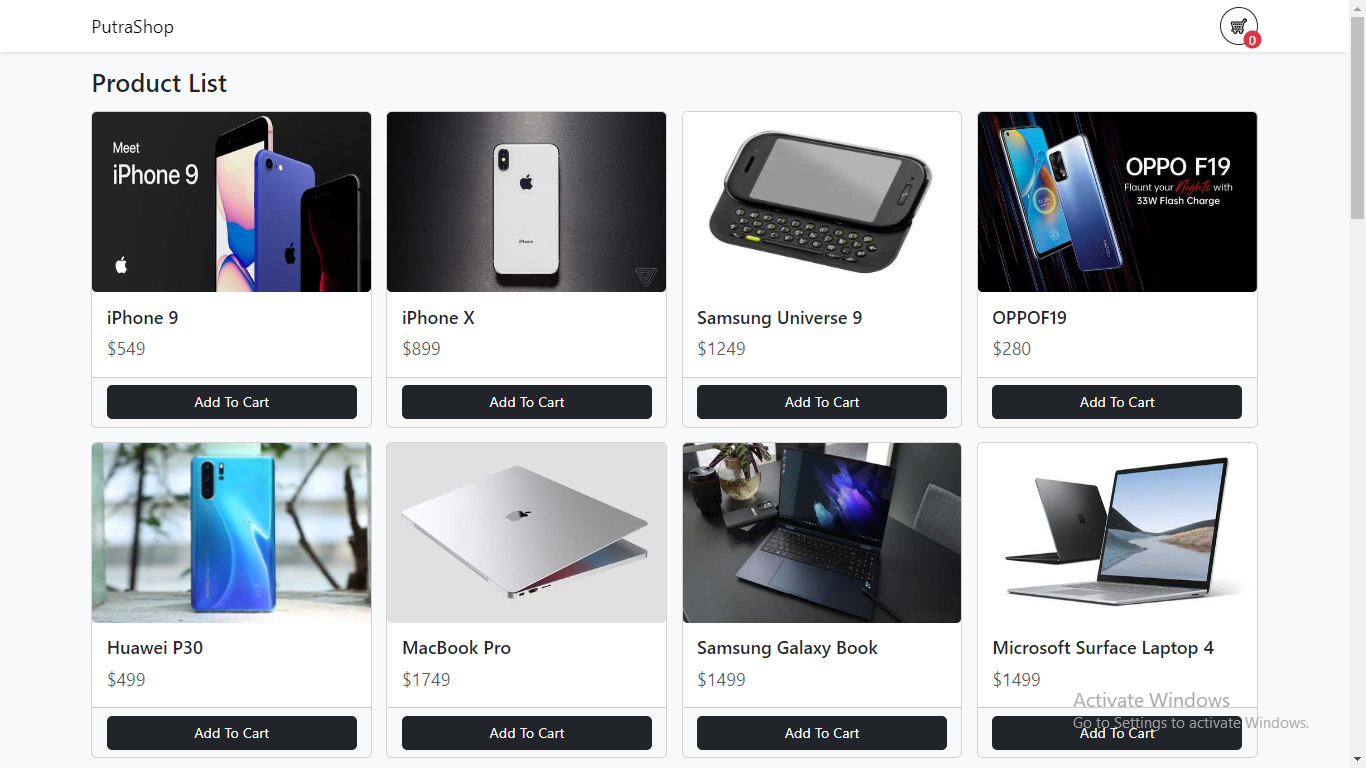 PutraShop
0
Product List
Meet
iPhone 9
iPhone
OPPO F19
Flaunt your Nights with
33W Flash Charge
iPhone 9
iPhone X
Samsung Universe 9
OPPOF19
$549
$899
$1249
$280
Add To Cart
Add To Cart
Add To Cart
Add To Cart
Huawei P30
MacBook Pro
Samsung Galaxy Book
Microsoft Surface Laptop 4
$499
$1749
$1499
$1499
Activate Windows
Go to Settings to activate Windows.
Add To Cart
Add To Cart
Add To Cart
Add To Cart